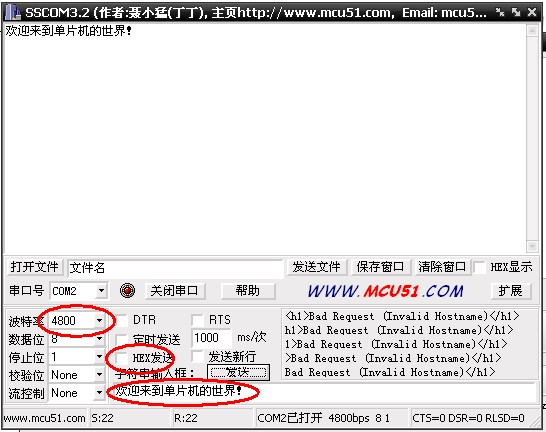 SSCOM3.2 (作者:聂小猛(丁丁), 主页http://www.mcu51.com, Email: mcu5...
欢迎来到单片机的世界!
打开文件 文件名 发送文件 保存窗口 清除窗口 HEX显示
串口号 COM2 关闭串口 帮助 WWW.MCU51.COM 扩展
波特率 4800 DTR RTS
数据位 8 定时发送 1000 ms/次
停止位 1 HEX发送 发送新行
校验位 None 字符串输入框: 发送
流控制 None 欢迎来到单片机的世界!
<h1>Bad Request (Invalid Hostname)</h1>
h1>Bad Request (Invalid Hostname)</h1>
1>Bad Request (Invalid Hostname)</h1>
>Bad Request (Invalid Hostname)</h1>
Bad Request (Invalid Hostname)</h1>
www.mcu51.com S:22 R:22 COM2已打开 4800bps 8 1 CTS=0 DSR=0 RLSD=0